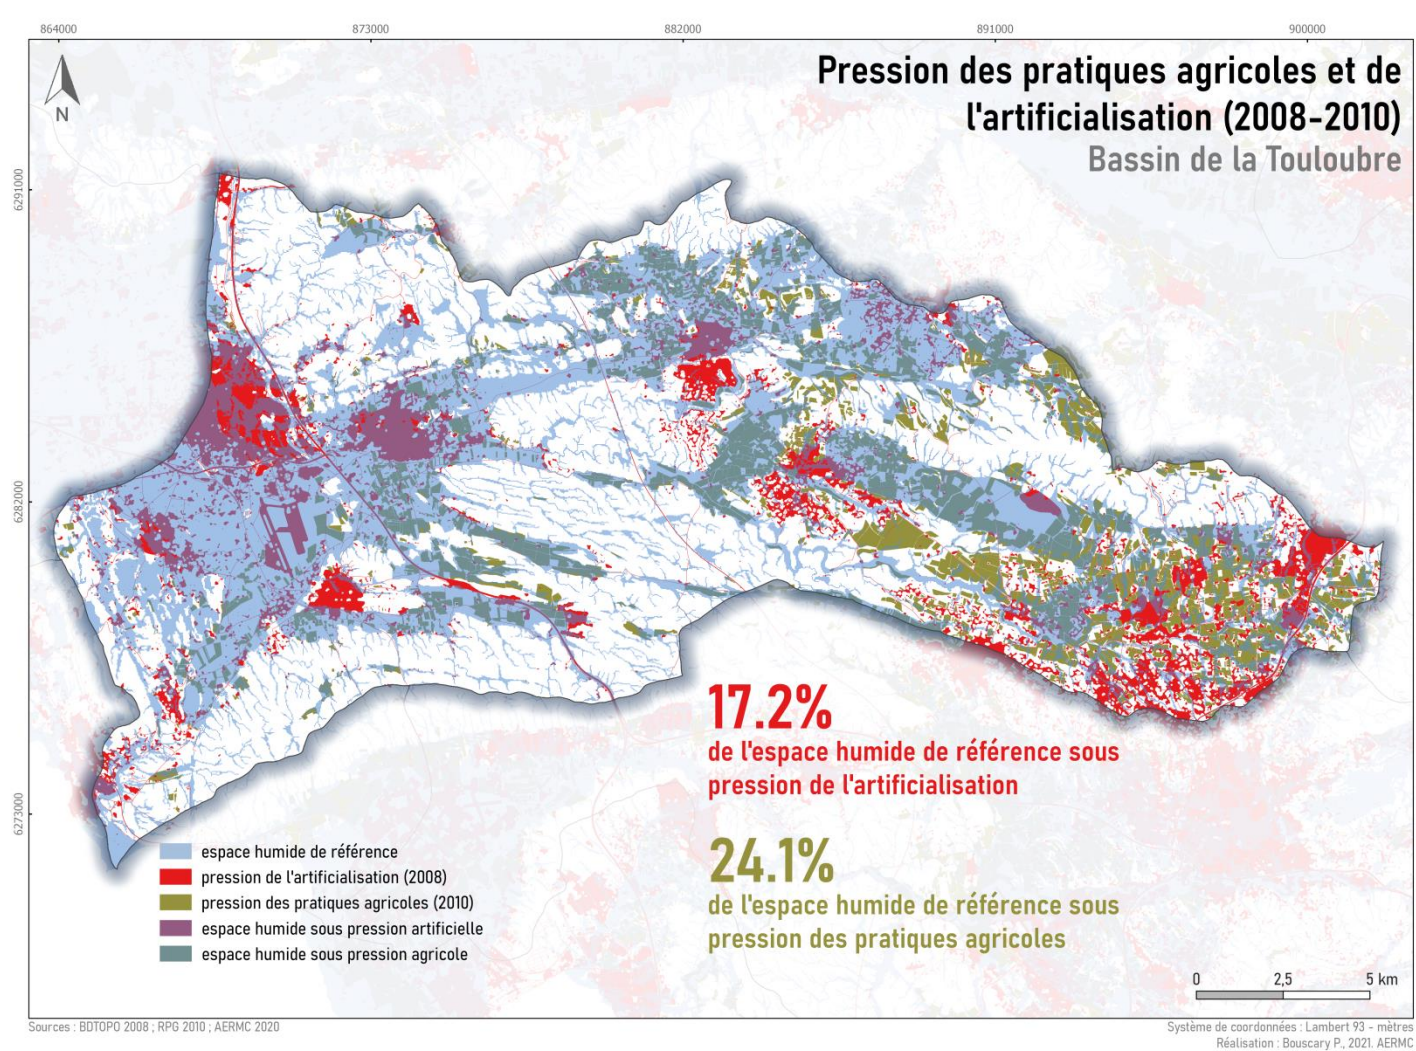 864000
873000
882000
891000
900000
Pression des pratiques agricoles et de
l'artificialisation (2008-2010)
Bassin de la Touloubre
N
6291000
6282000
6273000
17.2%
de l'espace humide de référence sous
pression de l'artificialisation
24.1%
de l'espace humide de référence sous
pression des pratiques agricoles
espace humide de référence
pression de l'artificialisation (2008)
pression des pratiques agricoles (2010)
espace humide sous pression artificielle
espace humide sous pression agricole
0 2,5 5 km
Sources : BDTOPO 2008 ; RPG 2010 ; AERMC 2020
Système de coordonnées : Lambert 93 - mètres
Réalisation : Bouscary P., 2021. AERMC